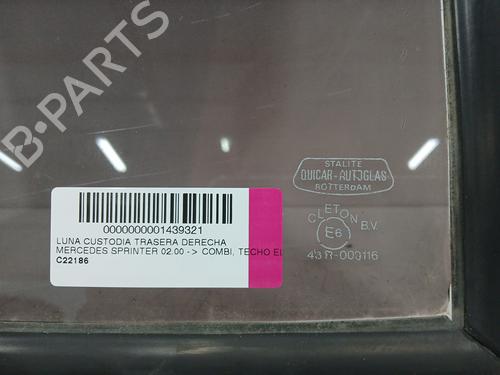 B-PARTS
STALITE
QUICAR-AUTOGLAS
ROTTERDAM
CLETON B.V.
E6
43R-000116
0000000001439321
LUNA CUSTODIA TRASERA DERECHA
MERCEDES SPRINTER 02.00 -> COMBI, TECHO El
C22186